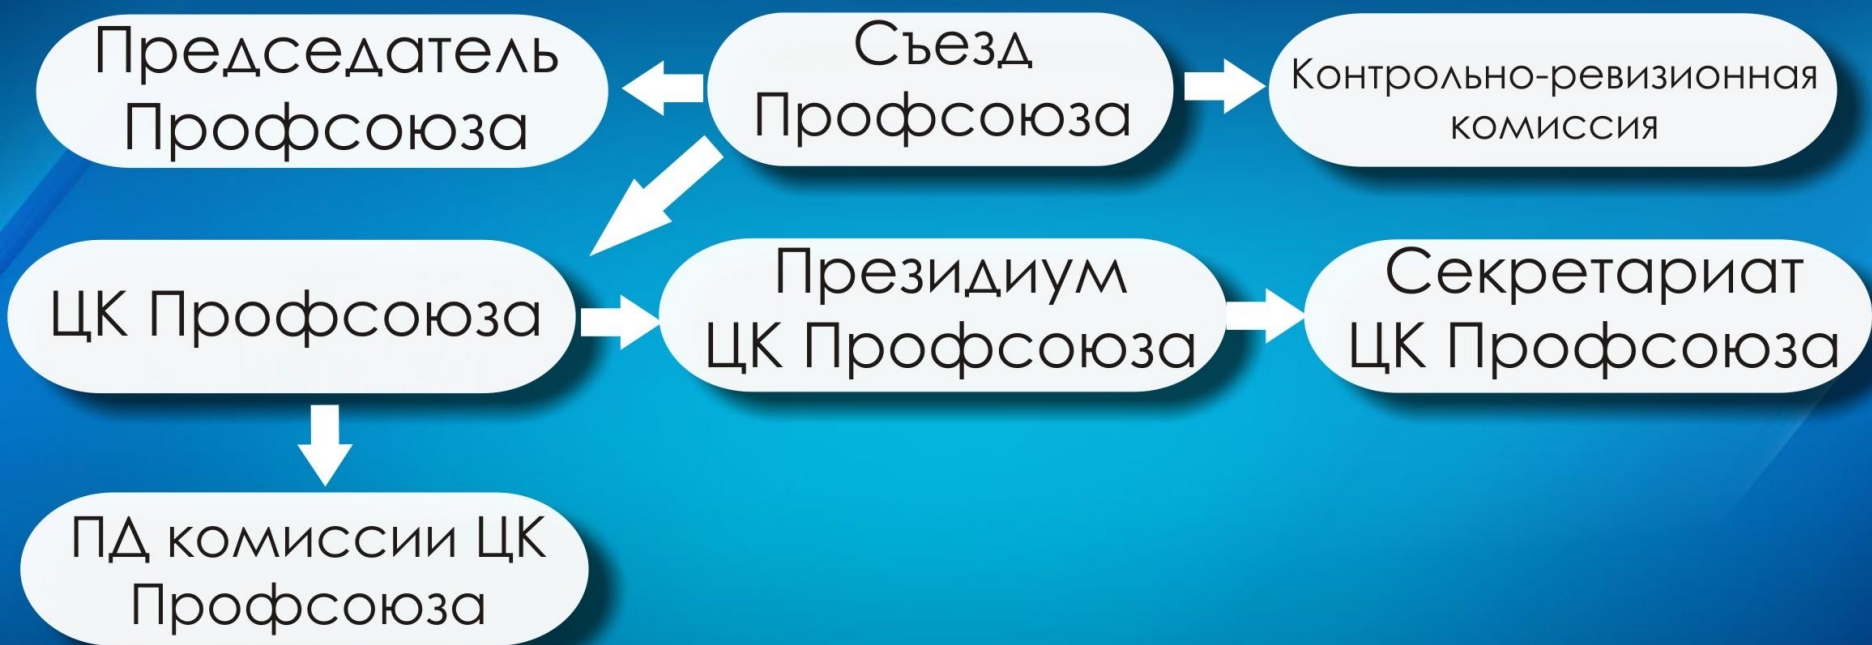 Председатель
Профсоюза
Съезд
Профсоюза
Контрольно-ревизионная
комиссия
ЦК Профсоюза
Президиум
ЦК Профсоюза
Секретариат
ЦК Профсоюза
ПД комиссии ЦК
Профсоюза